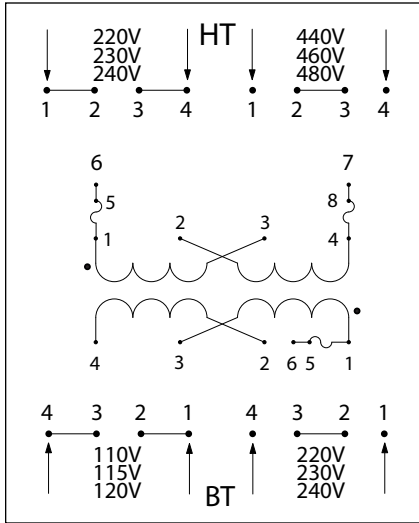 220V HT 440V
230V 460V
240V 480V
1 2 3 4 1 2 3 4
6 7
5 8
1 2 3 4
4 3 2 6 5 1
4 3 2 1 4 3 2 1
110V 220V
115V 230V
120V BT 240V